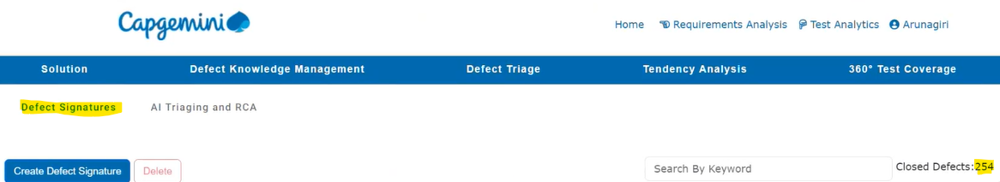 Capgemini
Home Requirements Analysis Test Analytics Arunagiri
Solution Defect Knowledge Management Defect Triage Tendency Analysis 360° Test Coverage
Defect Signatures AI Triaging and RCA
Create Defect Signature Delete Search By Keyword Closed Defects:254